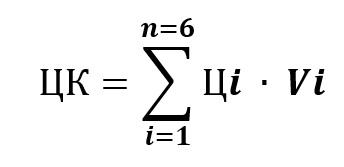 n=6
ЦК = ∑ Цi · Vi
i=1